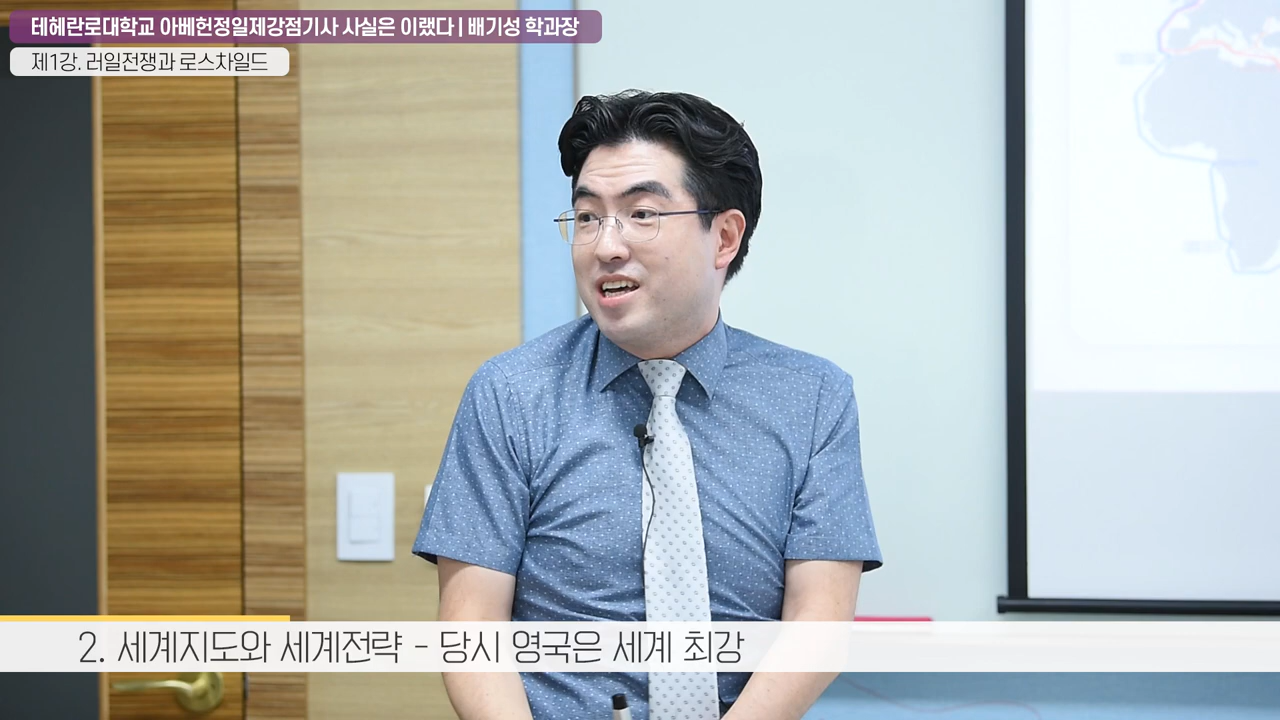 테헤란로대학교 아베헌정일제강점기사 사실은 이랬다 | 배기성 학과장
제1강. 러일전쟁과 로스차일드
2. 세계지도와 세계전략 - 당시 영국은 세계 최강